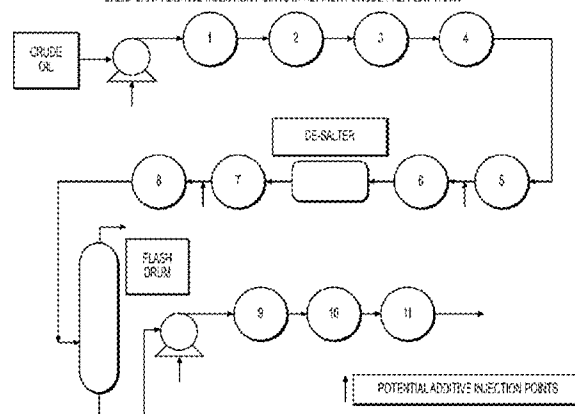 CRUDE
OIL
1
2
3
4
DE-SALTER
8
7
6
5
FLASH
DRUM
9
10
11
POTENTIAL ADDITIVE INJECTION POINTS